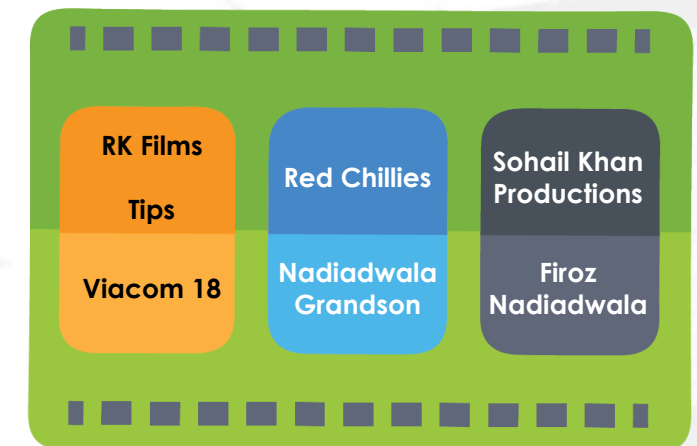 RK Films
Tips
Viacom 18
Red Chillies
Nadiadwala
Grandson
Sohail Khan
Productions
Firoz
Nadiadwala